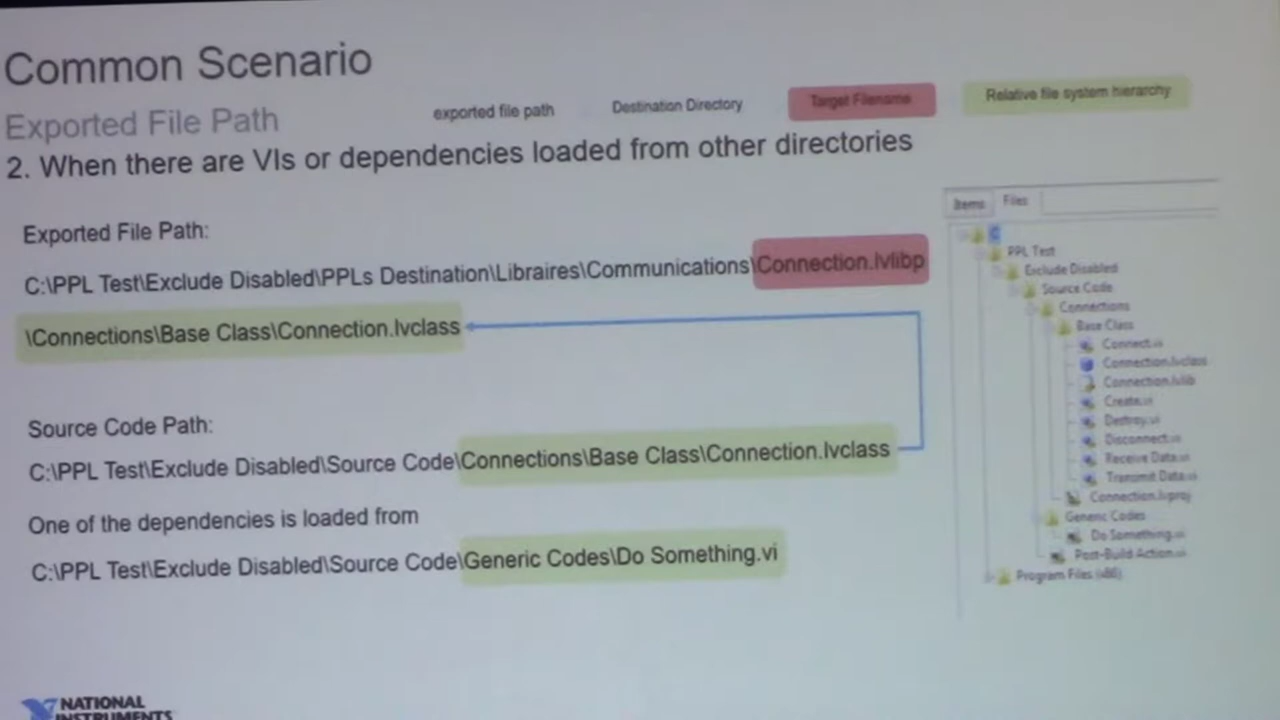 Common Scenario
Exported File Path
exported file path
Destination Directory
Target Filename
Relative file system hierarchy
2. When there are VIs or dependencies loaded from other directories
Exported File Path:
C:\PPL Test\Exclude Disabled\PPLs Destination\Libraires\Communications\Connection.lvlibp
\Connections\Base Class\Connection.lvclass
Source Code Path:
C:\PPL Test\Exclude Disabled\Source Code\Connections\Base Class\Connection.lvclass
One of the dependencies is loaded from
C:\PPL Test\Exclude Disabled\Source Code\Generic Codes\Do Something.vi
Items
Files
C
PPL Test
Exclude Disabled
Source Code
Connections
Base Class
Connect.vi
Connection.lvclass
Connection.lvlib
Create.vi
Destroy.vi
Disconnect.vi
Receive Data.vi
Transmit Data.vi
Connection.lvproj
Generic Codes
Do Something.vi
Post-Build Action.vi
Program Files (x86)
NATIONAL
INSTRUMENTS